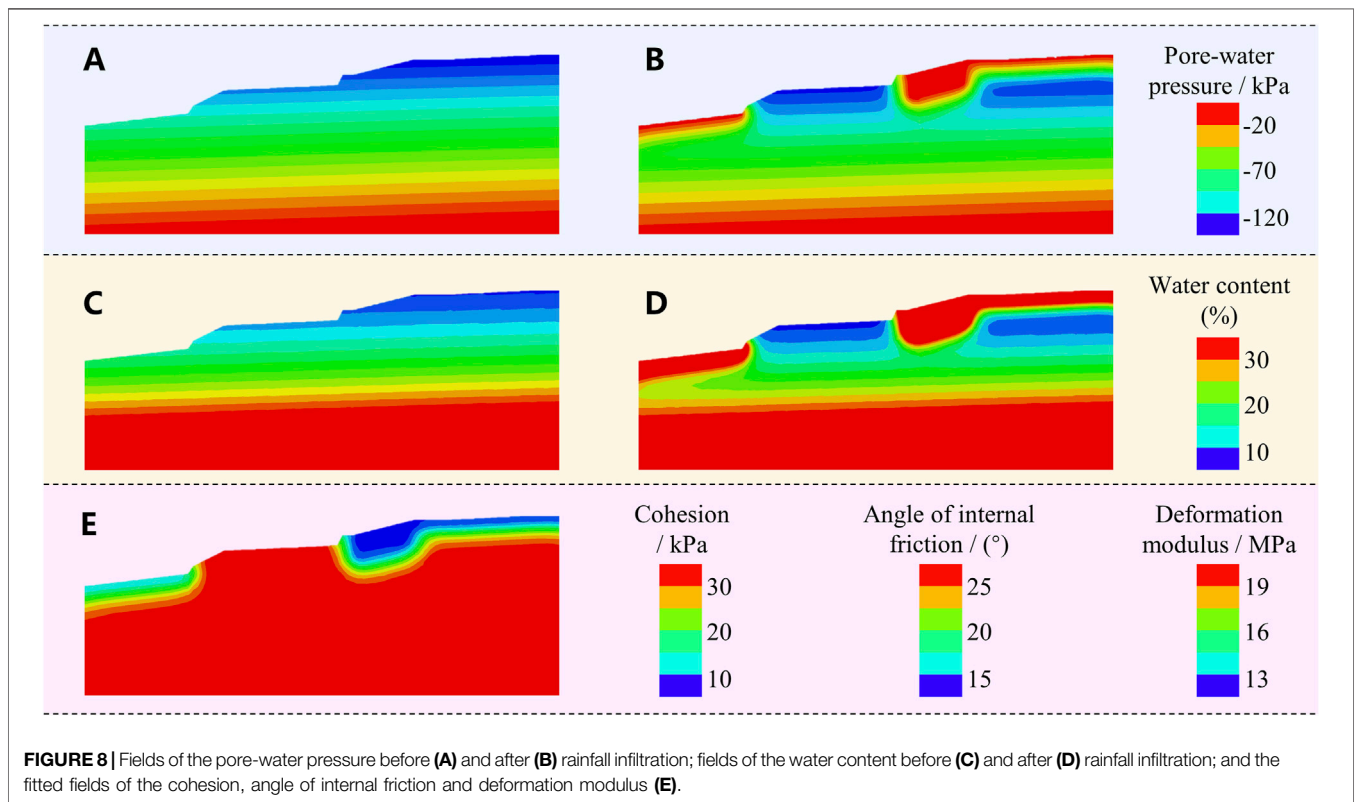 A
B
Pore-water
pressure / kPa
-20
-70
-120
C
D
Water content
(%)
30
20
10
E
Cohesion
/ kPa
30
20
10
Angle of internal
friction / (°)
25
20
15
Deformation
modulus / MPa
19
16
13
FIGURE 8 | Fields of the pore-water pressure before (A) and after (B) rainfall infiltration; fields of the water content before (C) and after (D) rainfall infiltration; and the
fitted fields of the cohesion, angle of internal friction and deformation modulus (E).